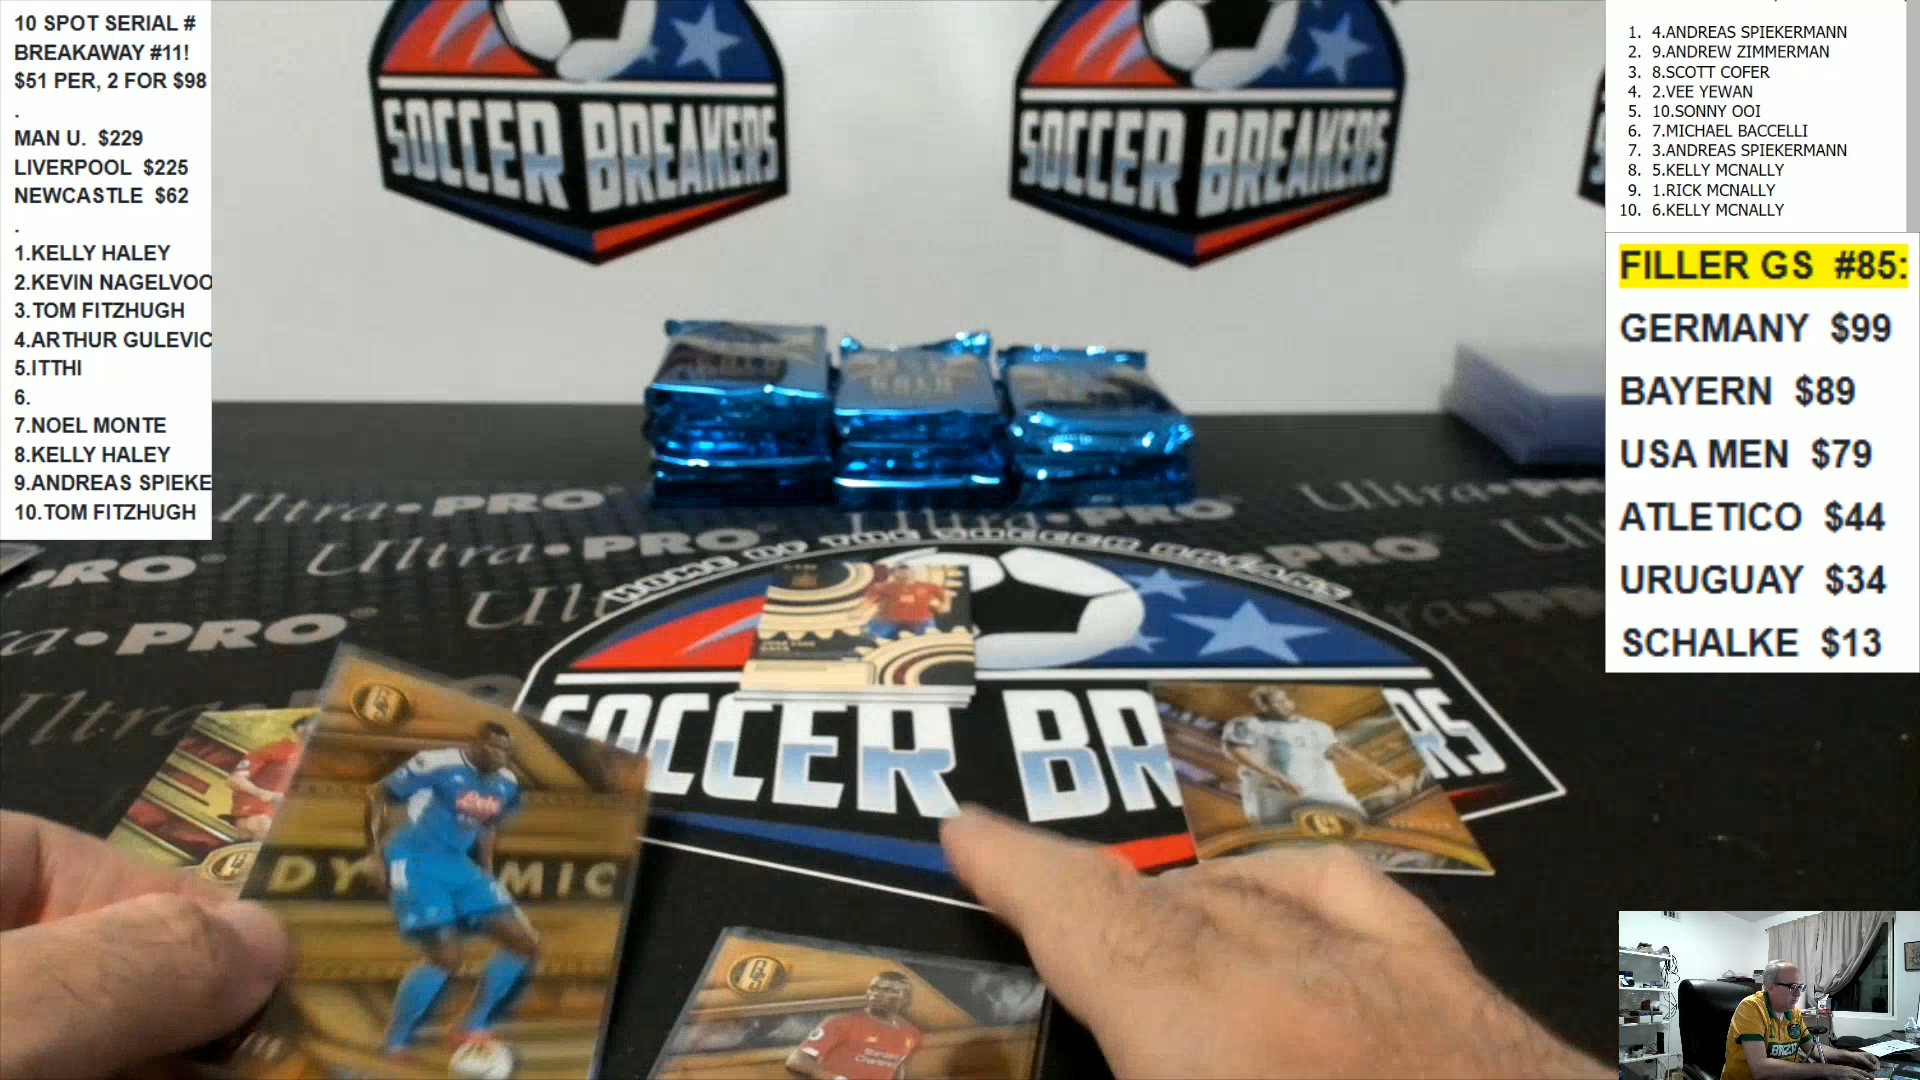 10 SPOT SERIAL #
BREAKAWAY #11!
$51 PER, 2 FOR $98
.
MAN U. $229
LIVERPOOL $225
NEWCASTLE $62
.
1.KELLY HALEY
2.KEVIN NAGELVOO
3.TOM FITZHUGH
4.ARTHUR GULEVIC
5.ITTHI
6.
7.NOEL MONTE
8.KELLY HALEY
9.ANDREAS SPIEKE
10.TOM FITZHUGH
SOCCER BREAKERS
SOCCER BREAKERS
1. 4.ANDREAS SPIEKERMANN
2. 9.ANDREW ZIMMERMAN
3. 8.SCOTT COFER
4. 2.VEE YEWAN
5. 10.SONNY OOI
6. 7.MICHAEL BACCELLI
7. 3.ANDREAS SPIEKERMANN
8. 5.KELLY MCNALLY
9. 1.RICK MCNALLY
10. 6.KELLY MCNALLY
FILLER GS #85:
GERMANY $99
BAYERN $89
USA MEN $79
ATLETICO $44
URUGUAY $34
SCHALKE $13
Ultra•PRO Ultra•PRO
PRO Ultra•PRO
a•PRO
SOCCER BR RS
DY MIC